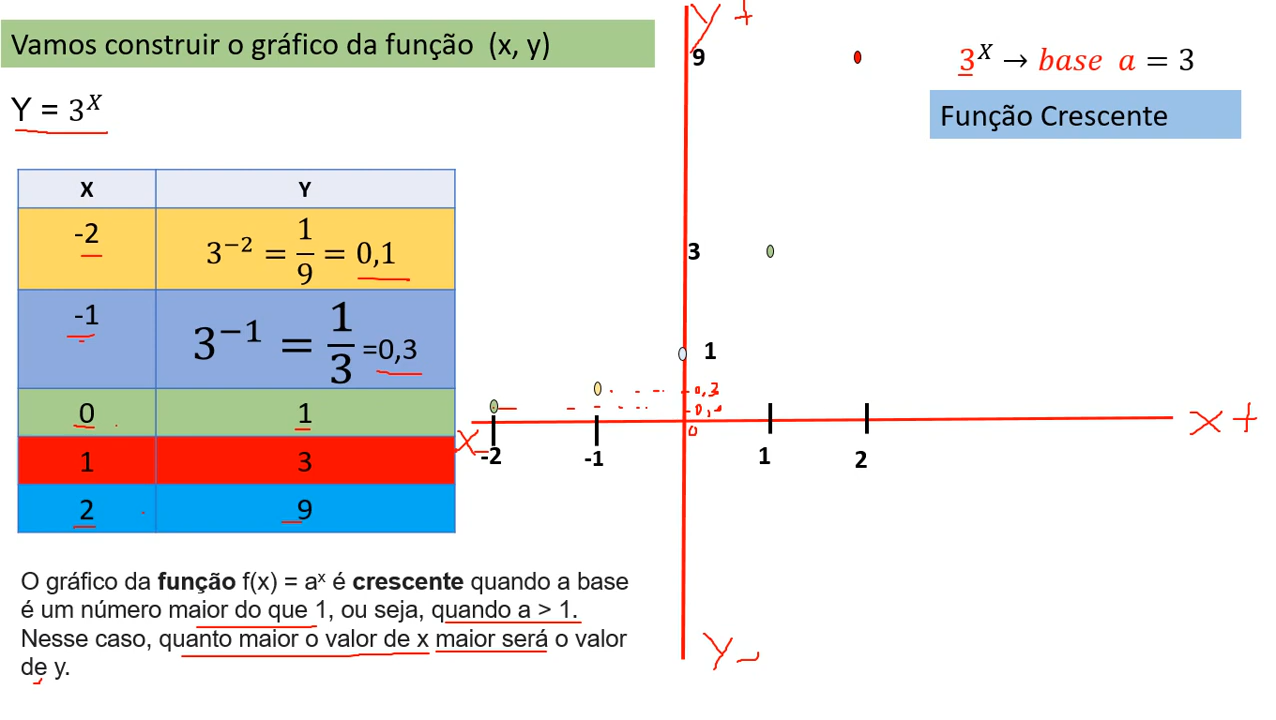 Vamos construir o gráfico da função (x, y)
Y = 3^X
X Y
-2 3^{-2} = 1/9 = 0,1
-1 3^{-1} = 1/3 =0,3
0 1
1 3
2 9
O gráfico da função f(x) = a^x é crescente quando a base
é um número maior do que 1, ou seja, quando a > 1.
Nesse caso, quanto maior o valor de x maior será o valor
de y.
Y +
9
3
1
0,3
0
X -
-2 -1 1 2
X +
Y -
3^X → base a = 3
Função Crescente